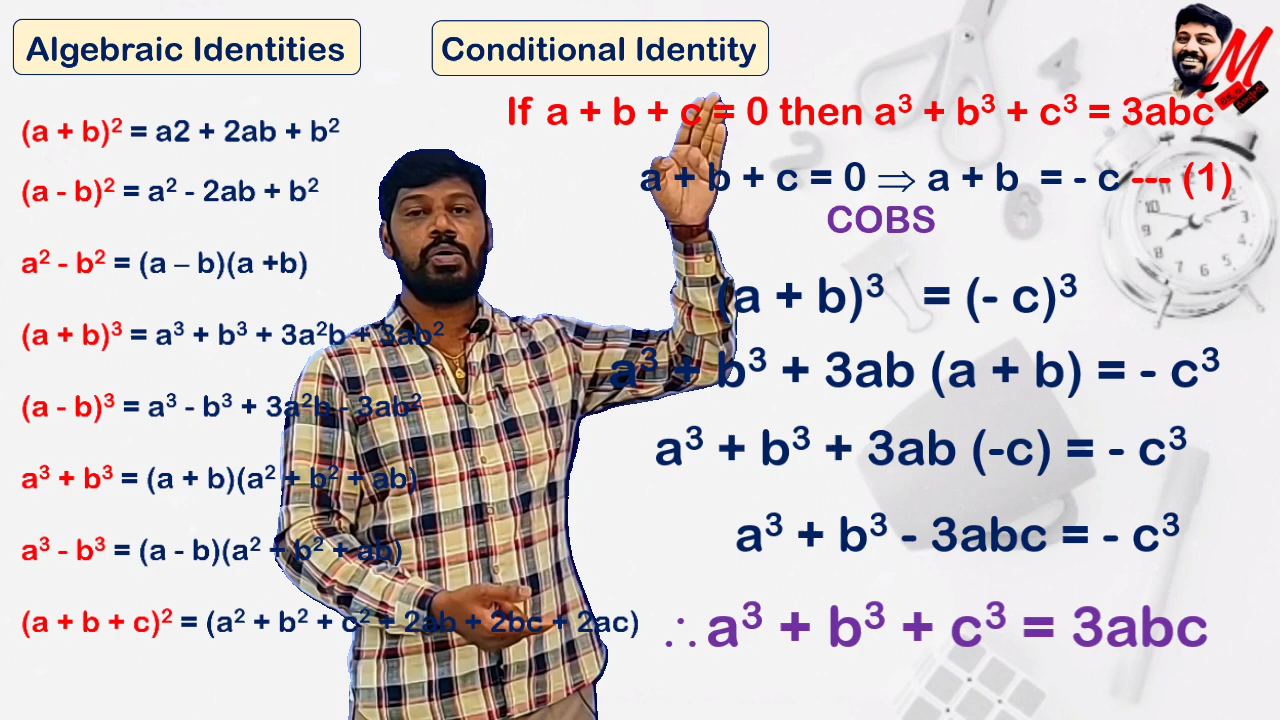 Algebraic Identities
(a + b)² = a2 + 2ab + b²
(a - b)² = a² - 2ab + b²
a² - b² = (a – b)(a +b)
(a + b)³ = a³ + b³ + 3a²b + 3ab²
(a - b)³ = a³ - b³ + 3a²b - 3ab²
a³ + b³ = (a + b)(a² + b² + ab)
a³ - b³ = (a - b)(a² + b² + ab)
(a + b + c)² = (a² + b² + c² + 2ab + 2bc + 2ac)
Conditional Identity
If a + b + c = 0 then a³ + b³ + c³ = 3abc
a + b + c = 0 ⇒ a + b = - c --- (1)
COBS
(a + b)³ = (- c)³
a³ + b³ + 3ab (a + b) = - c³
a³ + b³ + 3ab (-c) = - c³
a³ + b³ - 3abc = - c³
∴ a³ + b³ + c³ = 3abc
M